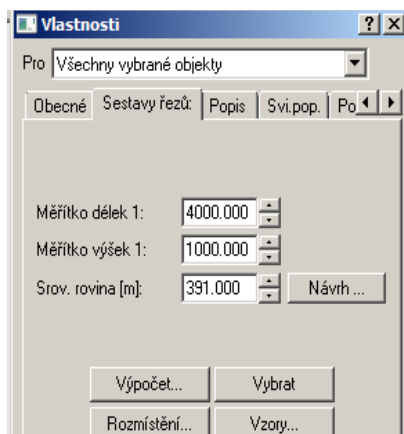 Vlastnosti
Pro Všechny vybrané objekty
Obecné Sestavy řezů: Popis Svi.pop. Po
Měřítko délek 1: 4000.000
Měřítko výšek 1: 1000.000
Srov. rovina [m]: 391.000 Návrh ...
Výpočet... Vybrat
Rozmístění... Vzory...